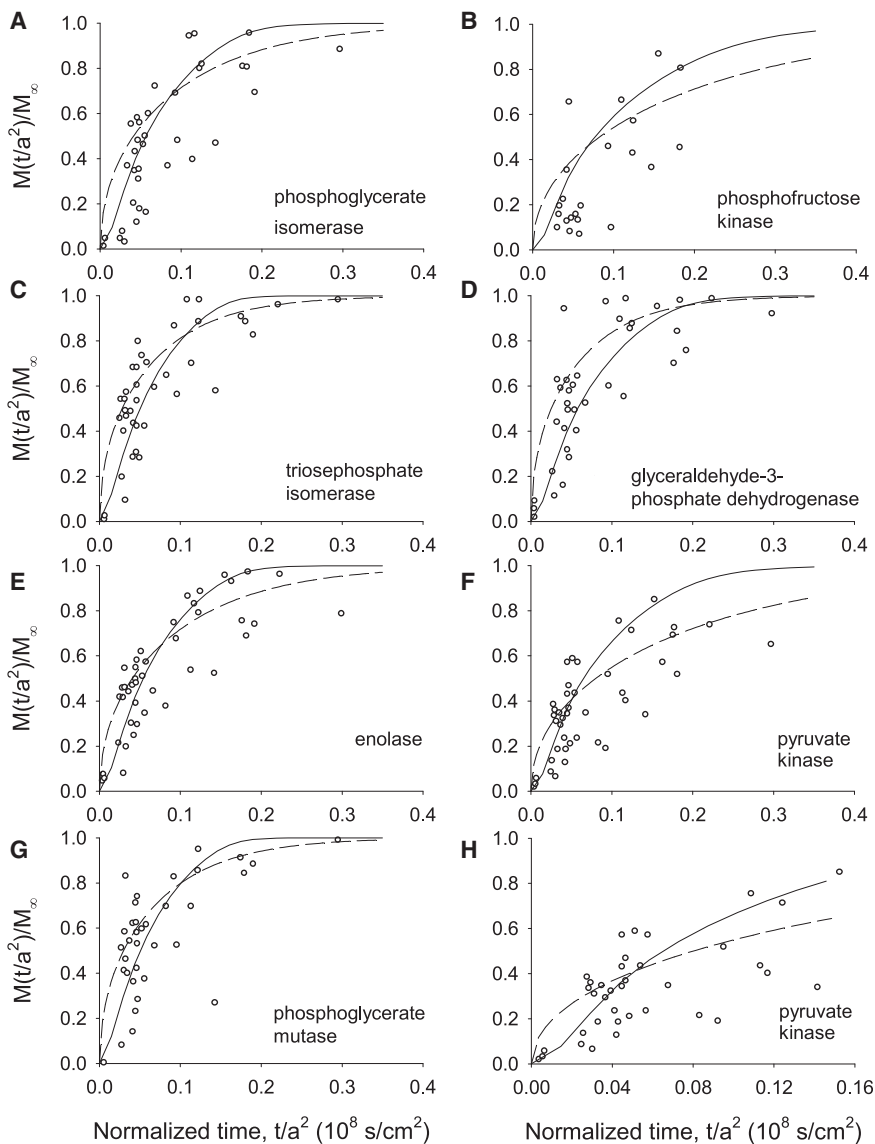 A
B
1.0
0.8
0.6
0.4
0.2
0.0
M(t/a²)/M∞
phosphoglycerate
isomerase
0.0 0.1 0.2 0.3 0.4
1.0
0.8
0.6
0.4
0.2
0.0
phosphofructose
kinase
0.0 0.1 0.2 0.3 0.4
C
D
1.0
0.8
0.6
0.4
0.2
0.0
M(t/a²)/M∞
triosephosphate
isomerase
0.0 0.1 0.2 0.3 0.4
1.0
0.8
0.6
0.4
0.2
0.0
glyceraldehyde-3-
phosphate dehydrogenase
0.0 0.1 0.2 0.3 0.4
E
F
1.0
0.8
0.6
0.4
0.2
0.0
M(t/a²)/M∞
enolase
0.0 0.1 0.2 0.3 0.4
1.0
0.8
0.6
0.4
0.2
0.0
pyruvate
kinase
0.0 0.1 0.2 0.3 0.4
G
H
1.0
0.8
0.6
0.4
0.2
0.0
M(t/a²)/M∞
phosphoglycerate
mutase
0.0 0.1 0.2 0.3 0.4
Normalized time, t/a² (10⁸ s/cm²)
1.0
0.8
0.6
0.4
0.2
0.0
pyruvate
kinase
0.00 0.04 0.08 0.12 0.16
Normalized time, t/a² (10⁸ s/cm²)